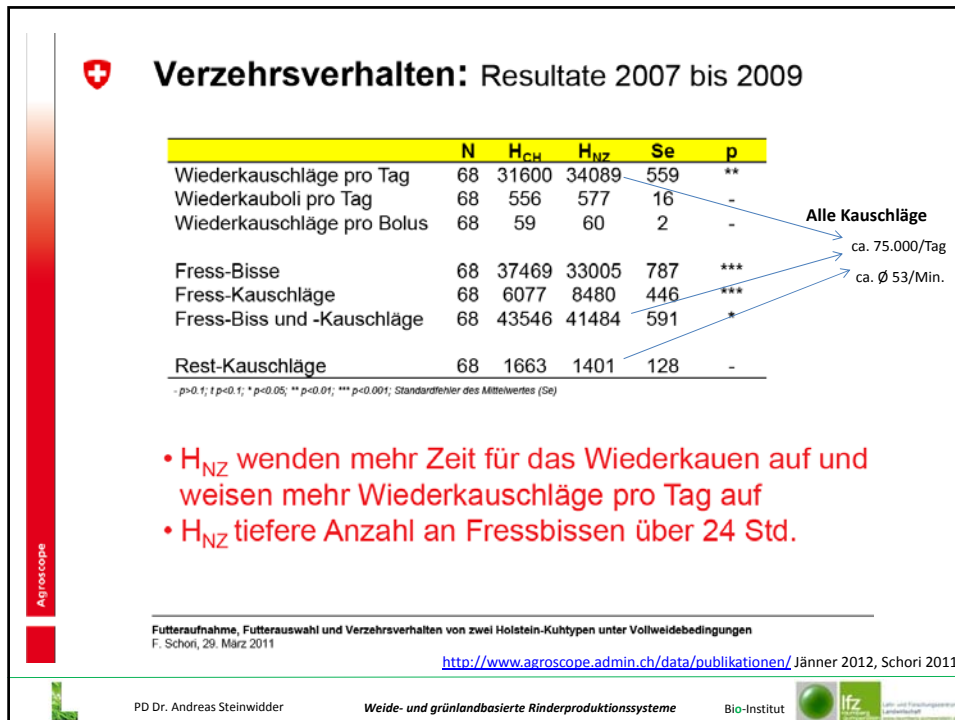 Verzehrsverhalten: Resultate 2007 bis 2009
N H_CH H_NZ Se p
Wiederkauschläge pro Tag 68 31600 34089 559 **
Wiederkauboli pro Tag 68 556 577 16 -
Wiederkauschläge pro Bolus 68 59 60 2 -
Fress-Bisse 68 37469 33005 787 ***
Fress-Kauschläge 68 6077 8480 446 ***
Fress-Biss und -Kauschläge 68 43546 41484 591 *
Rest-Kauschläge 68 1663 1401 128 -
- p>0.1; t p<0.1; * p<0.05; ** p<0.01; *** p<0.001; Standardfehler des Mittelwertes (Se)
Alle Kauschläge
ca. 75.000/Tag
ca. Ø 53/Min.
• H_NZ wenden mehr Zeit für das Wiederkauen auf und
weisen mehr Wiederkauschläge pro Tag auf
• H_NZ tiefere Anzahl an Fressbissen über 24 Std.
Agroscope
Futteraufnahme, Futterauswahl und Verzehrsverhalten von zwei Holstein-Kuhtypen unter Vollweidebedingungen
F. Schori, 29. März 2011
http://www.agroscope.admin.ch/data/publikationen/ Jänner 2012, Schori 2011
PD Dr. Andreas Steinwidder Weide- und grünlandbasierte Rinderproduktionssysteme Bio-Institut
lfz